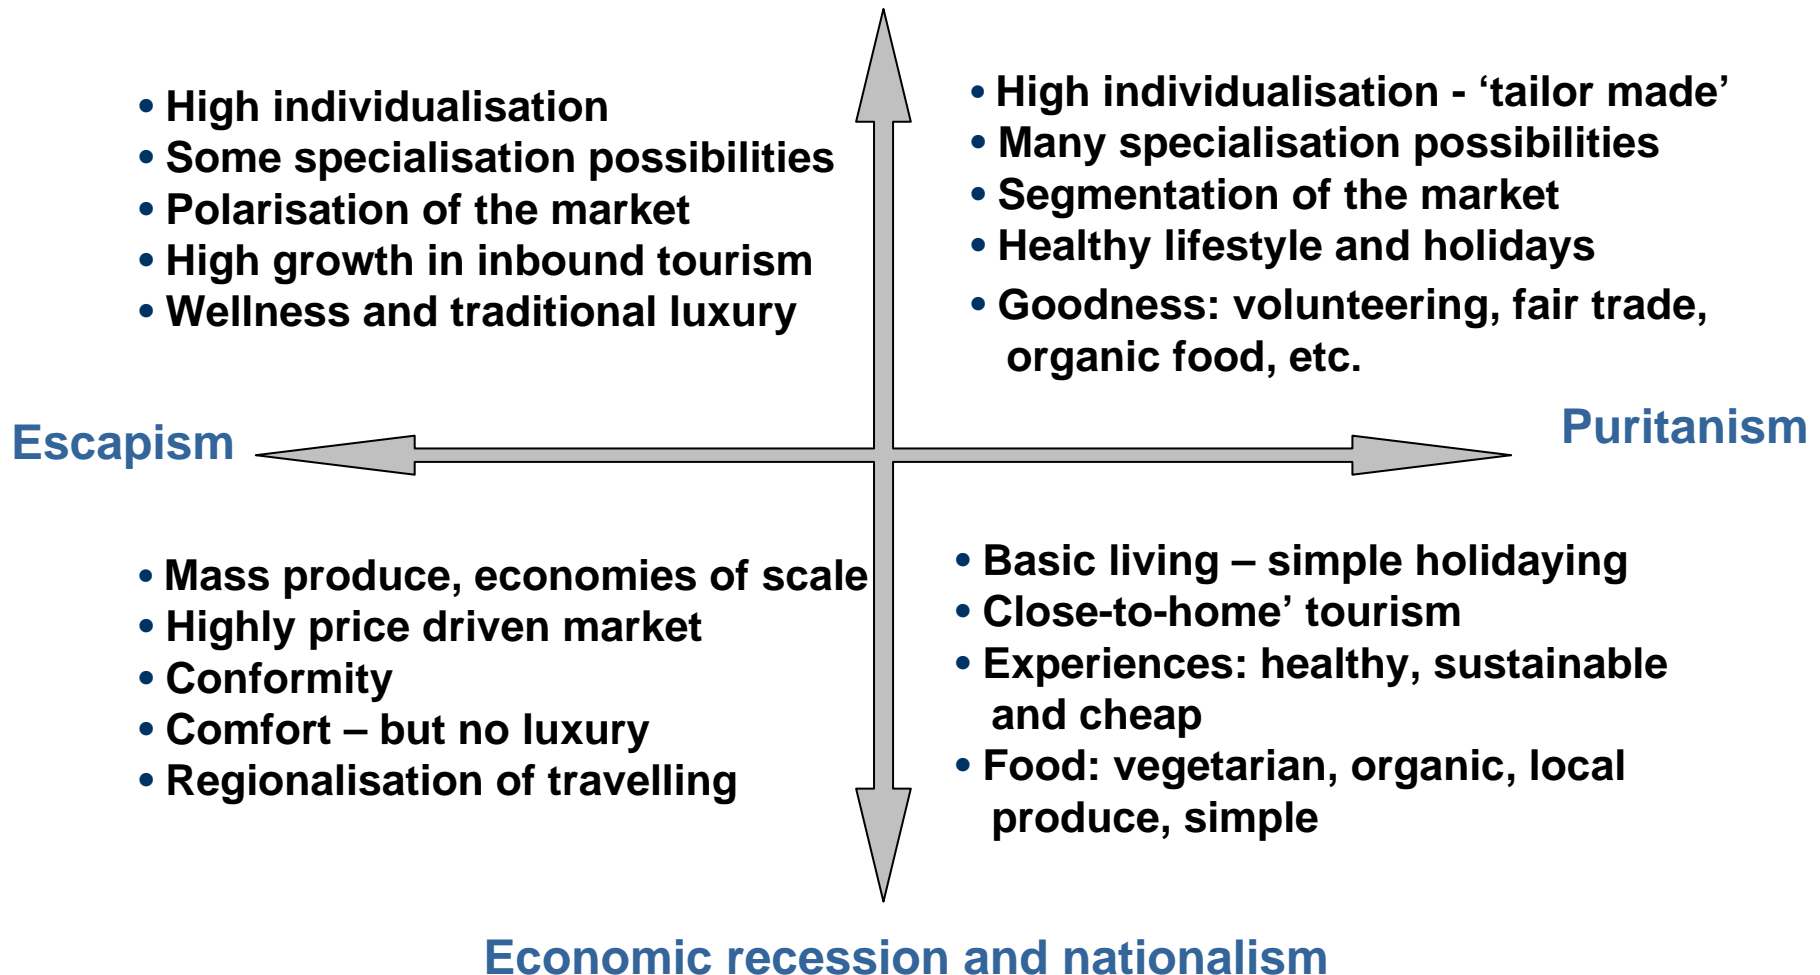 • High individualisation
• Some specialisation possibilities
• Polarisation of the market
• High growth in inbound tourism
• Wellness and traditional luxury
• High individualisation - ‘tailor made’
• Many specialisation possibilities
• Segmentation of the market
• Healthy lifestyle and holidays
• Goodness: volunteering, fair trade,
organic food, etc.
Escapism
Puritanism
• Mass produce, economies of scale
• Highly price driven market
• Conformity
• Comfort – but no luxury
• Regionalisation of travelling
• Basic living – simple holidaying
• Close-to-home’ tourism
• Experiences: healthy, sustainable
and cheap
• Food: vegetarian, organic, local
produce, simple
Economic recession and nationalism